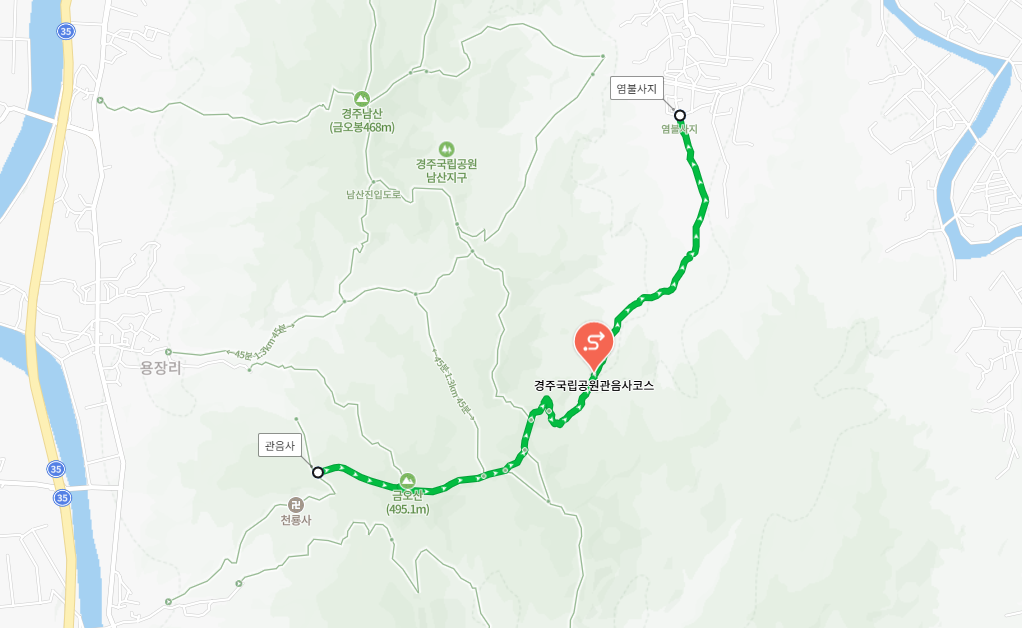 35
염불사지
경주남산
(금오봉468m)
염불사지
경주국립공원
남산지구
남산진입도로
←45분 1.3km 45분→
용장리
←45분 1.3km 45분→
경주국립공원관음사코스
관음사
35
금오산
(495.1m)
35
천룡사